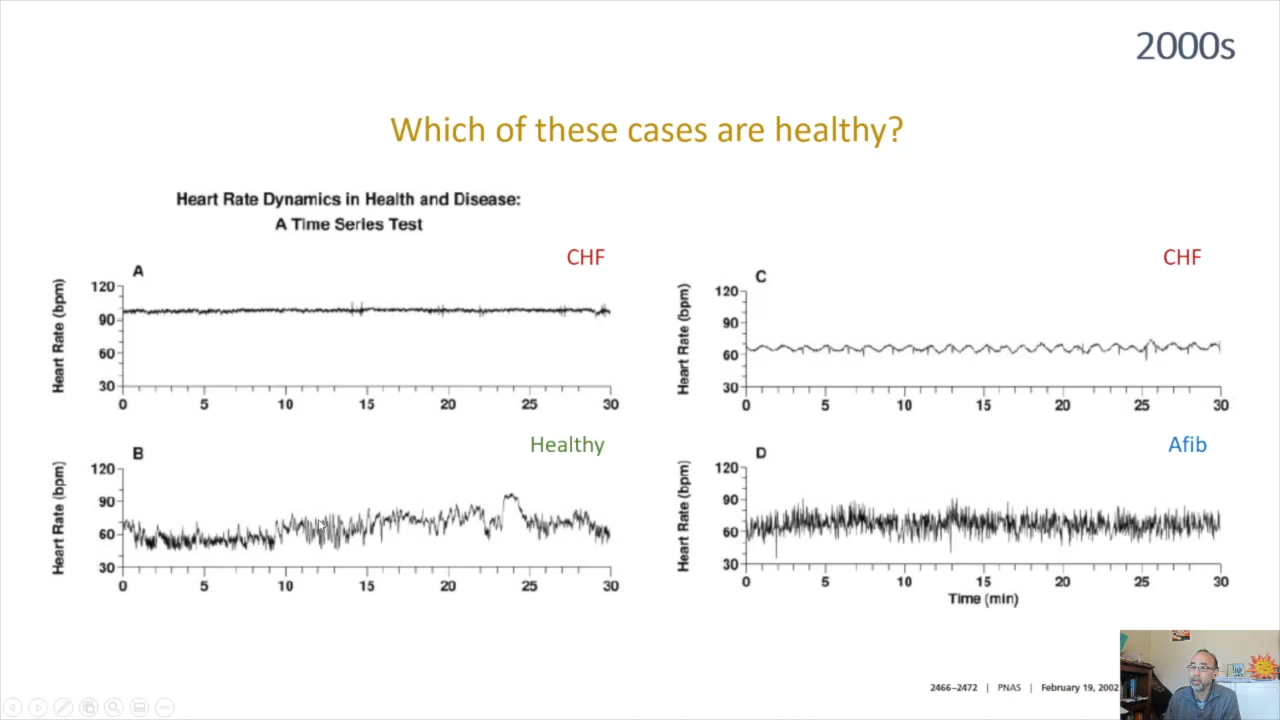 2000s
Which of these cases are healthy?
Heart Rate Dynamics in Health and Disease:
A Time Series Test
CHF
A
Heart Rate (bpm)
120
90
60
30
0 5 10 15 20 25 30
CHF
C
Heart Rate (bpm)
120
90
60
30
0 5 10 15 20 25 30
Healthy
B
Heart Rate (bpm)
120
90
60
30
0 5 10 15 20 25 30
Afib
D
Heart Rate (bpm)
120
90
60
30
0 5 10 15 20 25 30
Time (min)
2466–2472 | PNAS | February 19, 2002